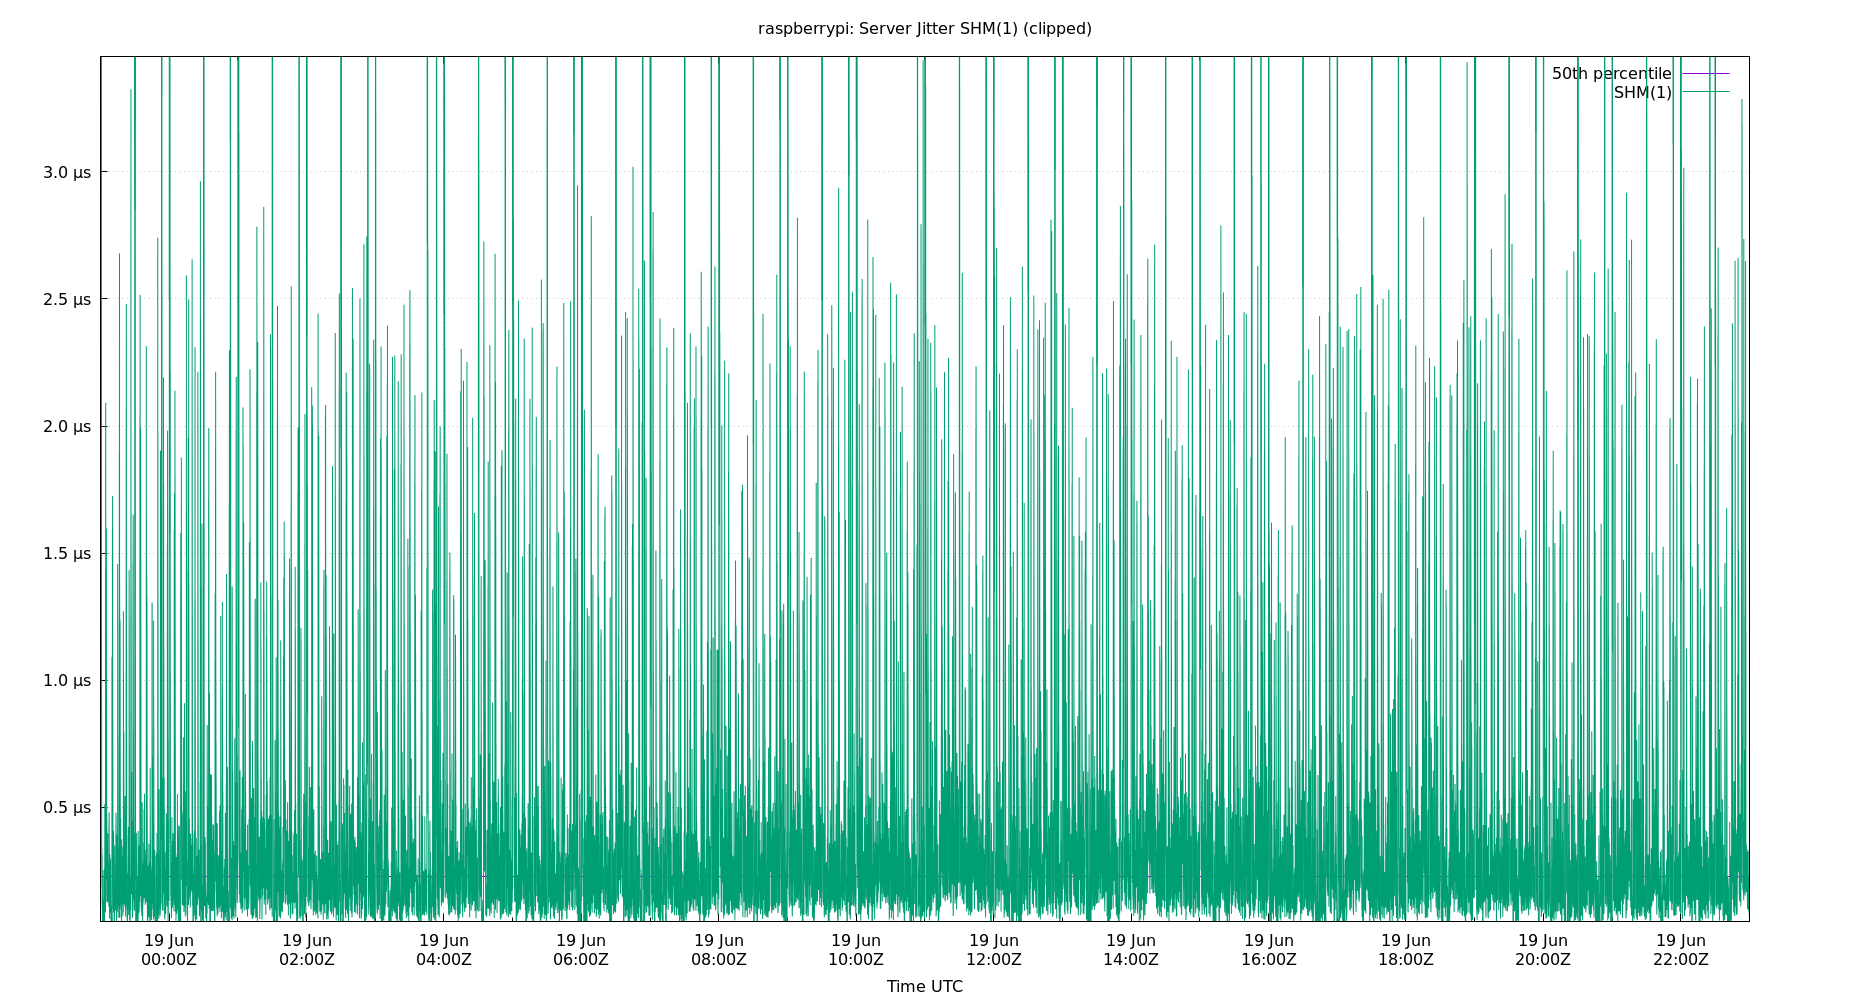 raspberrypi: Server Jitter SHM(1) (clipped)
50th percentile
SHM(1)
3.0 µs
2.5 µs
2.0 µs
1.5 µs
1.0 µs
0.5 µs
19 Jun 19 Jun 19 Jun 19 Jun 19 Jun 19 Jun 19 Jun 19 Jun 19 Jun 19 Jun 19 Jun 19 Jun
00:00Z 02:00Z 04:00Z 06:00Z 08:00Z 10:00Z 12:00Z 14:00Z 16:00Z 18:00Z 20:00Z 22:00Z
Time UTC